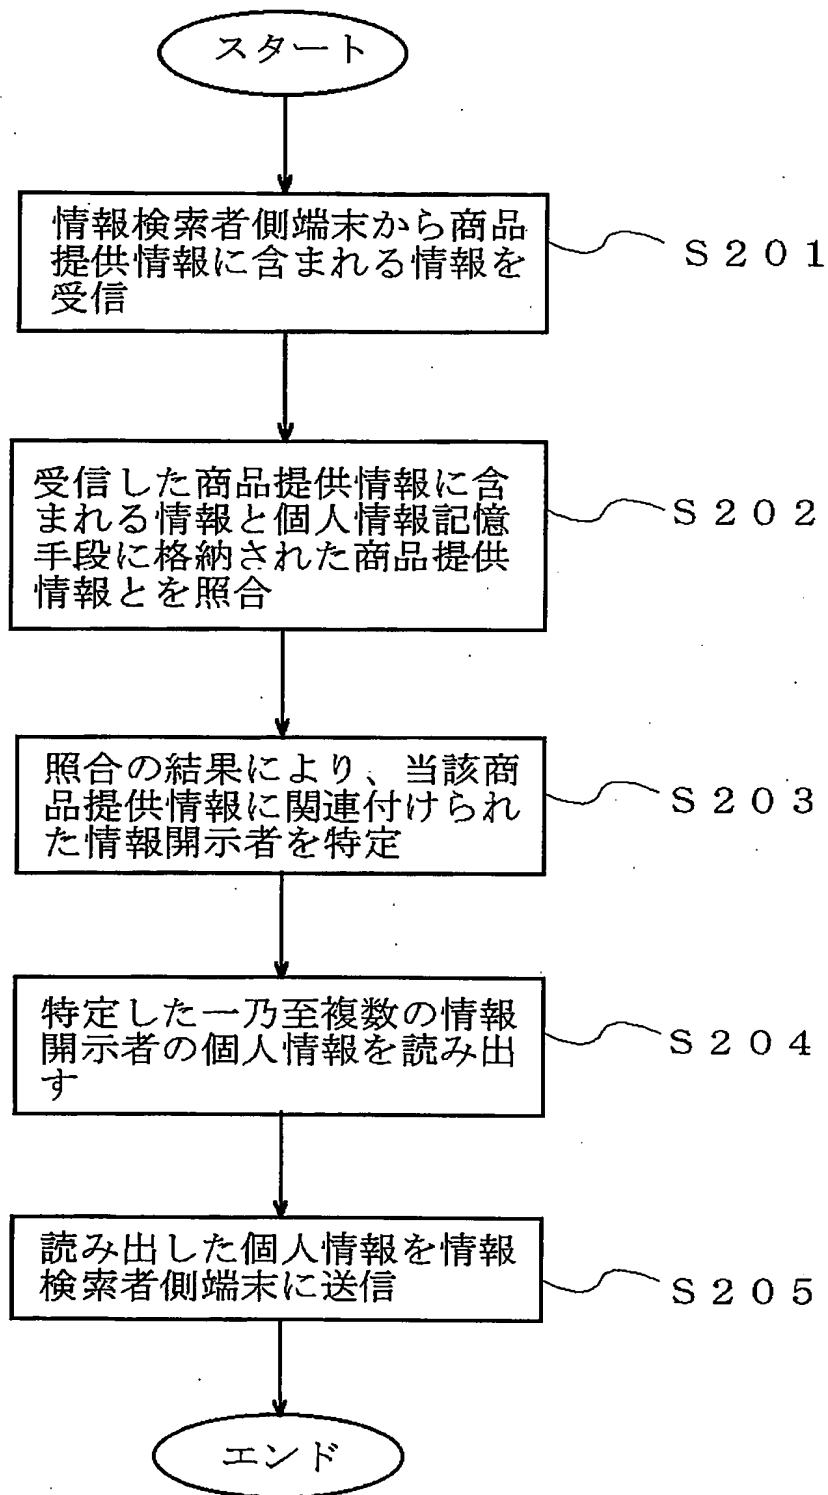 スタート
情報検索者側端末から商品
提供情報に含まれる情報を
受信
S201
受信した商品提供情報に含
まれる情報と個人情報記憶
手段に格納された商品提供
情報とを照合
S202
照合の結果により、当該商
品提供情報に関連付けられ
た情報開示者を特定
S203
特定した一乃至複数の情報
開示者の個人情報を読み出
す
S204
読み出した個人情報を情報
検索者側端末に送信
S205
エンド